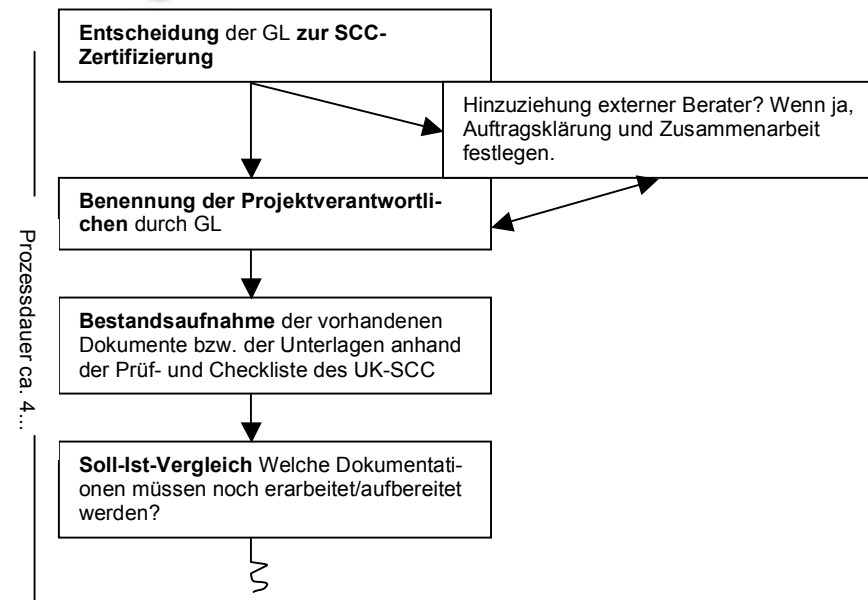 Entscheidung der GL zur SCC-
Zertifizierung
Hinzuziehung externer Berater? Wenn ja,
Auftragsklärung und Zusammenarbeit
festlegen.
Benennung der Projektverantwortli-
chen durch GL
Bestandsaufnahme der vorhandenen
Dokumente bzw. der Unterlagen anhand
der Prüf- und Checkliste des UK-SCC
Soll-Ist-Vergleich Welche Dokumentati-
onen müssen noch erarbeitet/aufbereitet
werden?
Prozessdauer ca. 4...